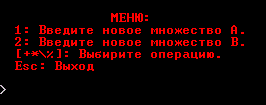 МЕНЮ:
1: Введите новое множество A.
2: Введите новое множество B.
[+*\%]: Выбирите операцию.
Esc: Выход
>